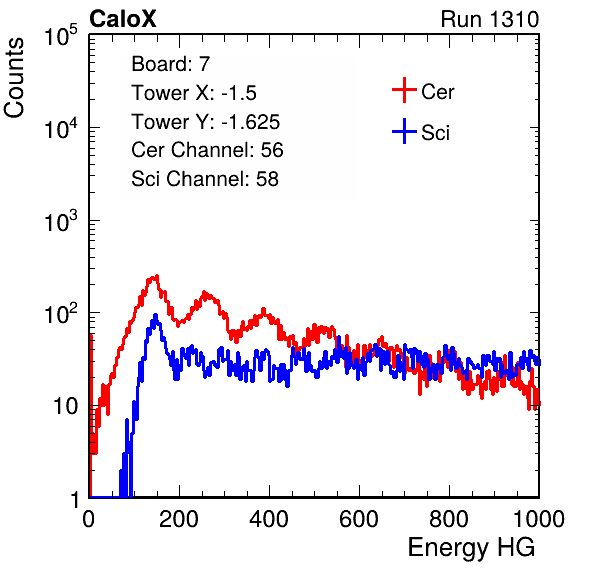 CaloX Run 1310
Counts
Board: 7
Tower X: -1.5
Tower Y: -1.625
Cer Channel: 56
Sci Channel: 58
Cer
Sci
10^5
10^4
10^3
10^2
10
1
0 200 400 600 800 1000
Energy HG